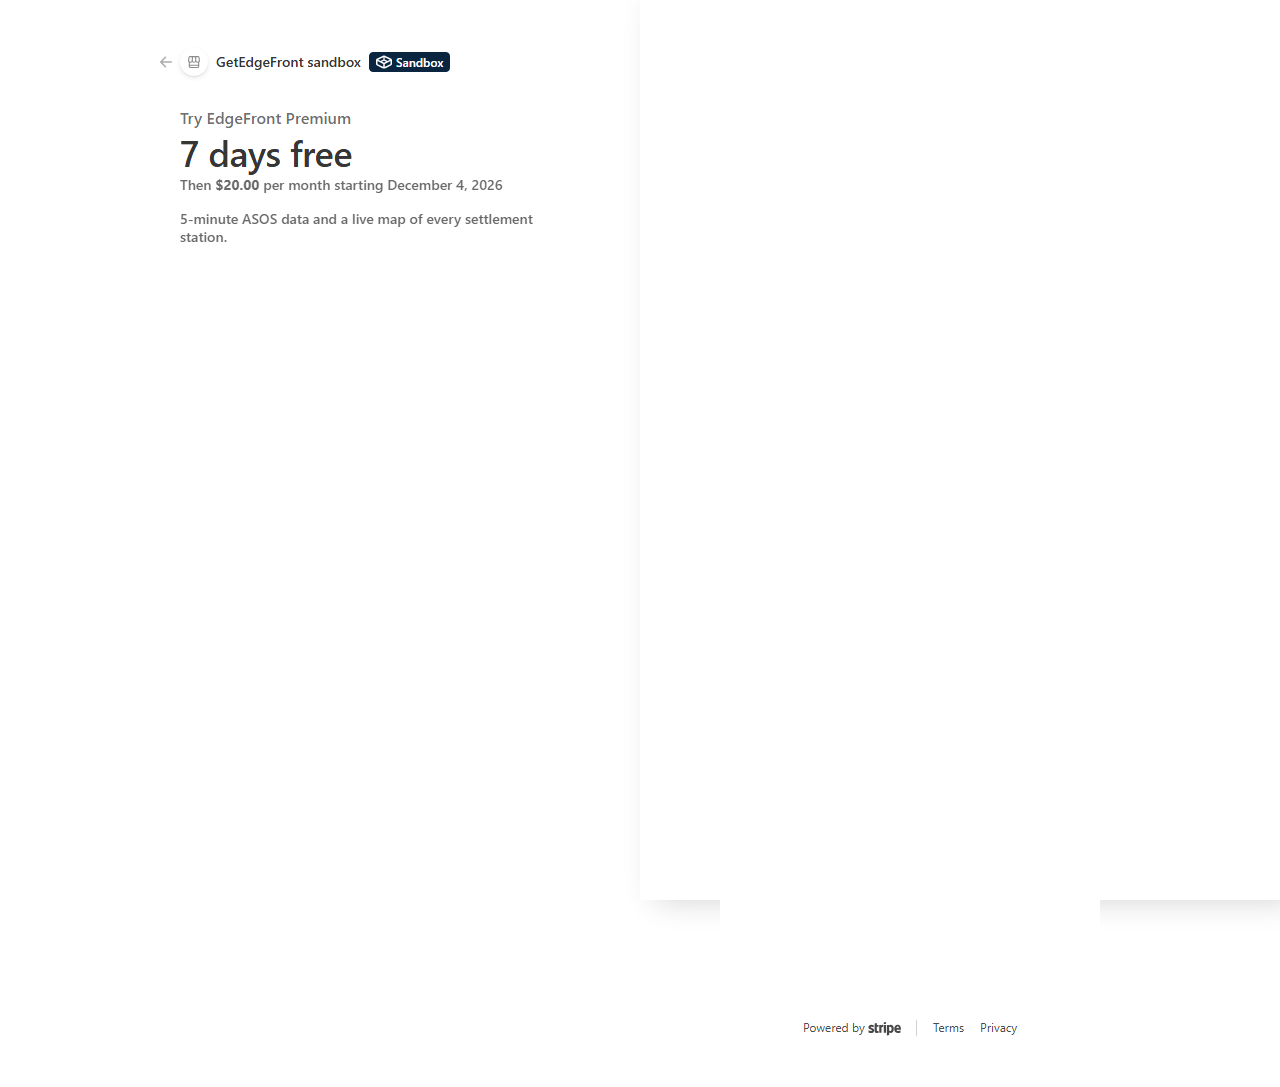 GetEdgeFront sandbox Sandbox
Try EdgeFront Premium
7 days free
Then $20.00 per month starting December 4, 2026
5-minute ASOS data and a live map of every settlement
station.
Powered by stripe Terms Privacy